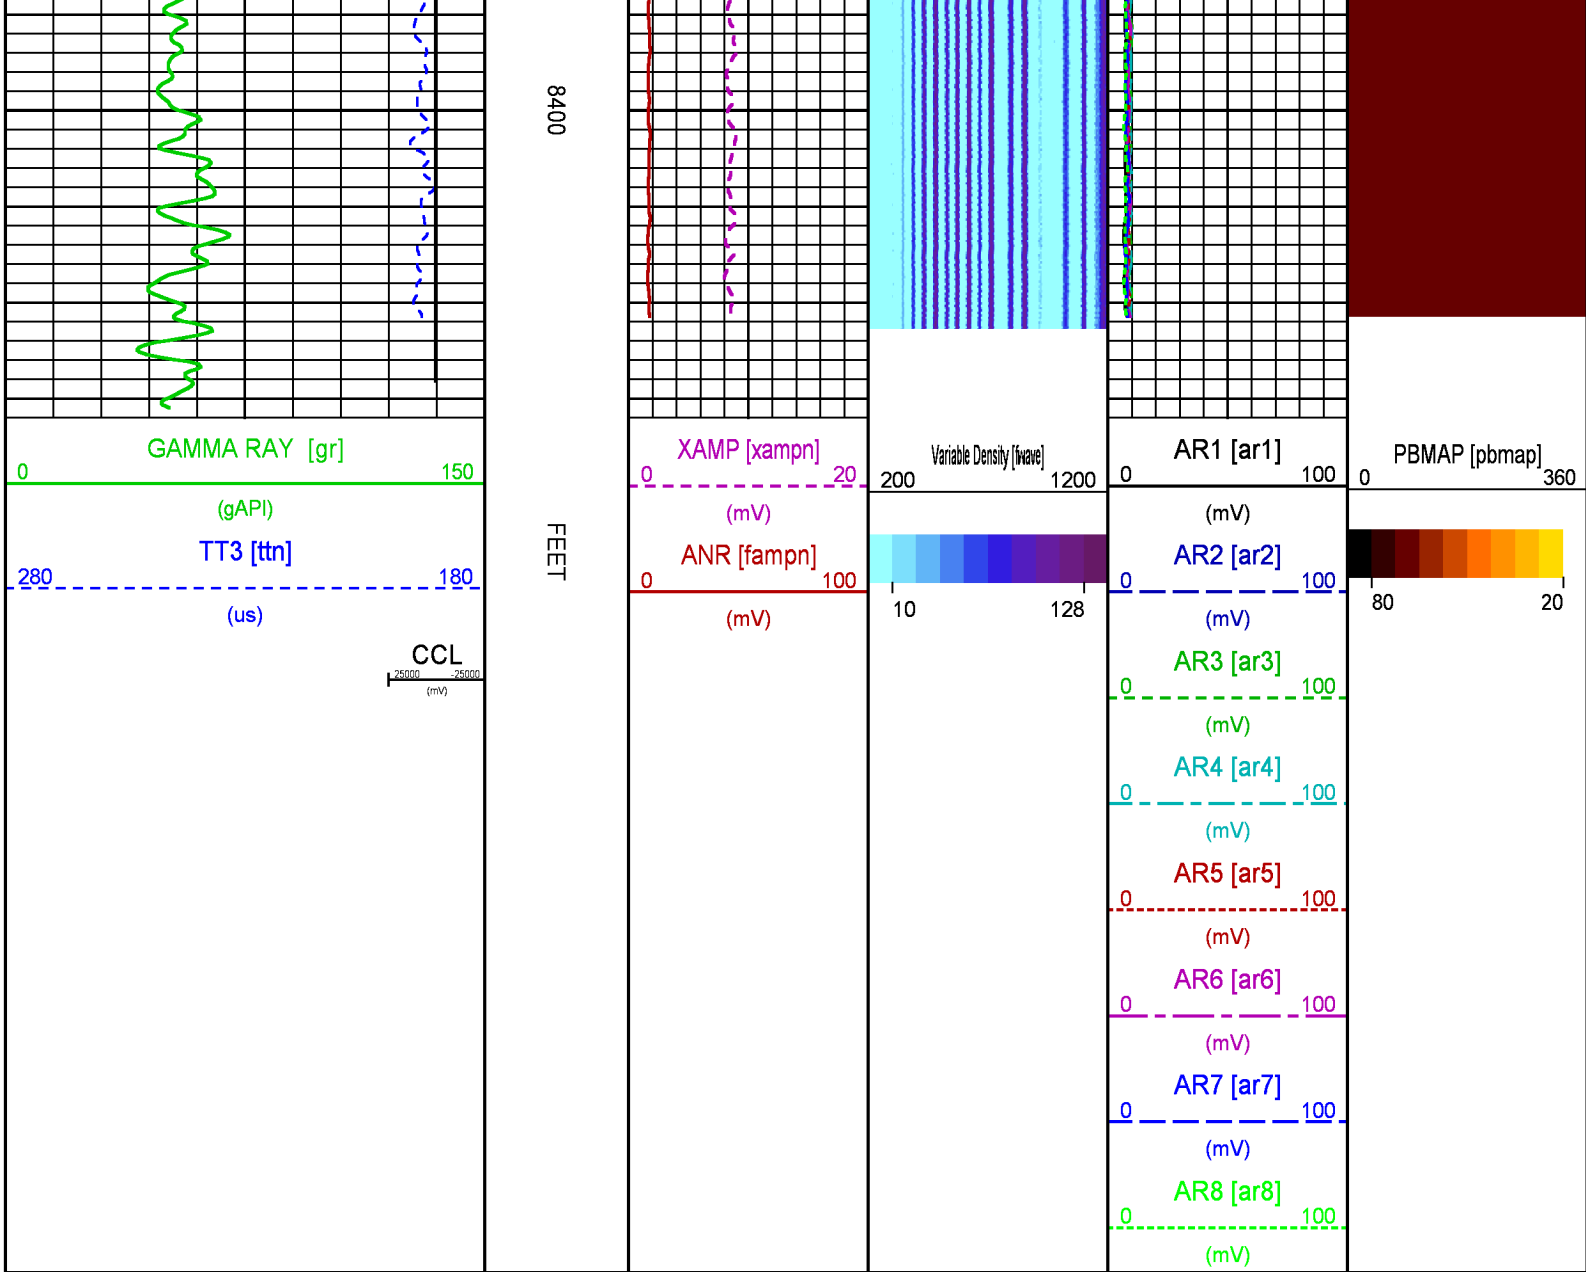 8400
GAMMA RAY [gr]
0 150
(gAPI)
TT3 [ttn]
280 180
(us)
CCL
25000 -25000
(mV)
FEET
XAMP [xampn]
0 20
(mV)
ANR [fampn]
0 100
(mV)
Variable Density [fwave]
200 1200
10 128
AR1 [ar1]
0 100
(mV)
AR2 [ar2]
0 100
(mV)
AR3 [ar3]
0 100
(mV)
AR4 [ar4]
0 100
(mV)
AR5 [ar5]
0 100
(mV)
AR6 [ar6]
0 100
(mV)
AR7 [ar7]
0 100
(mV)
AR8 [ar8]
0 100
(mV)
PBMAP [pbmap]
0 360
80 20